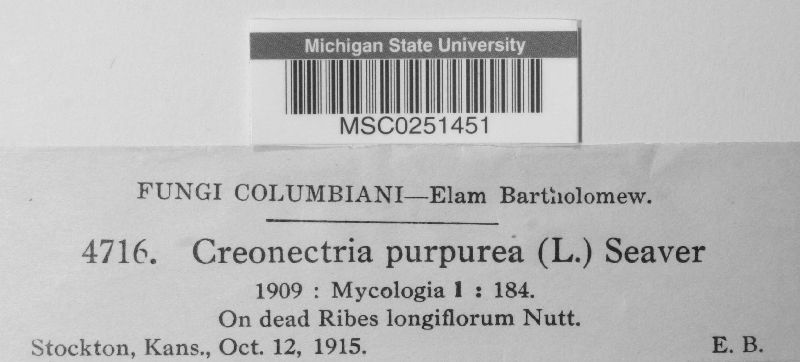 Michigan State University
MSC0251451
FUNGI COLUMBIANI—Elam Bartholomew.
4716. Creonectria purpurea (L.) Seaver
1909 : Mycologia 1 : 184.
On dead Ribes longiflorum Nutt.
Stockton, Kans., Oct. 12, 1915. E. B.